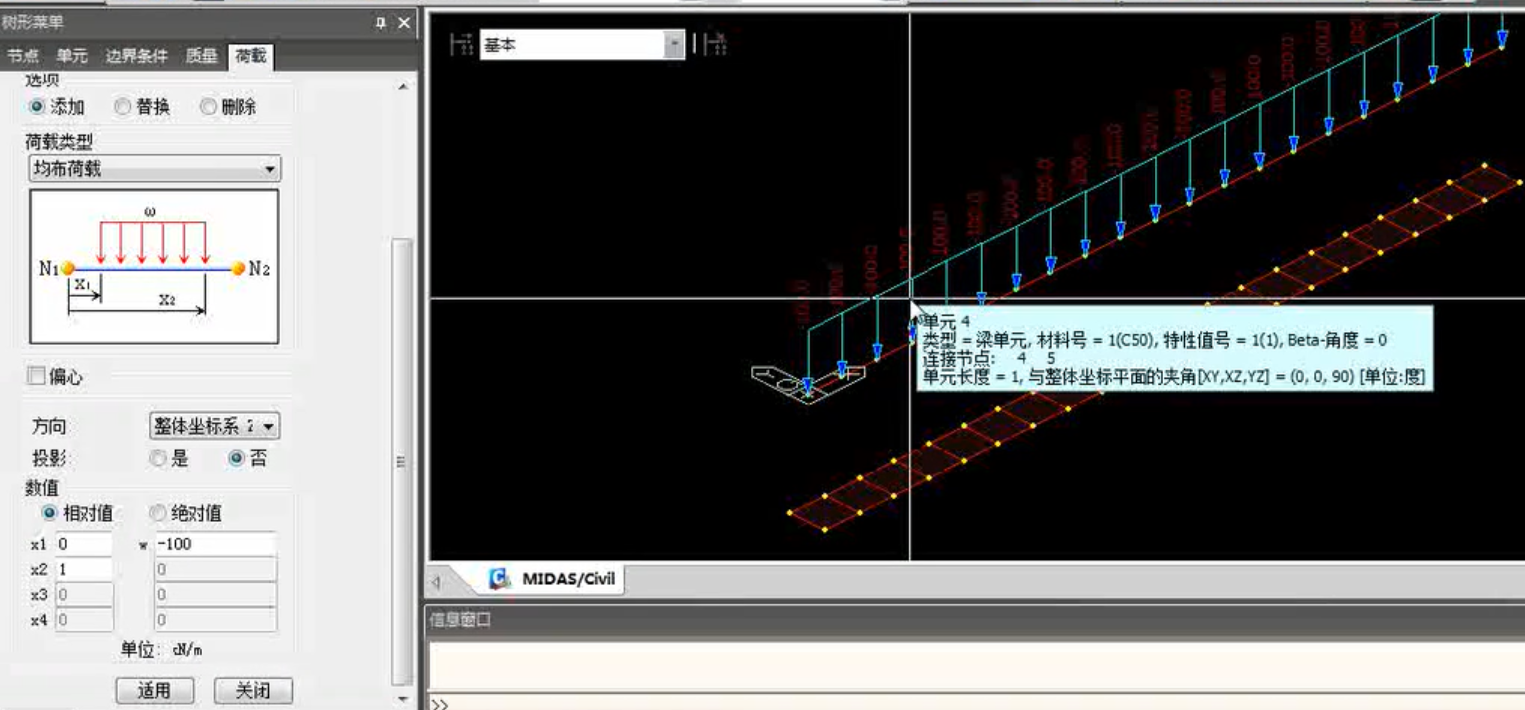 树形菜单
节点 单元 边界条件 质量 荷载
选项
添加 替换 删除
荷载类型
均布荷载
ω
N1 N2
X1
X2
偏心
方向 整体坐标系 Z
投影: 是 否
数值
相对值 绝对值
x1 0 w -100
x2 1 0
x3 0 0
x4 0 0
单位: kN/m
适用 关闭
基本
-100.0
-100.0
-100.0
-100.0
单元 4
类型 = 梁单元, 材料号 = 1(C50), 特性值号 = 1(1), Beta-角度 = 0
连接节点: 4 5
单元长度 = 1, 与整体坐标平面的夹角[XY,XZ,YZ] = (0, 0, 90) [单位:度]
MIDAS/Civil
信息窗口
>>